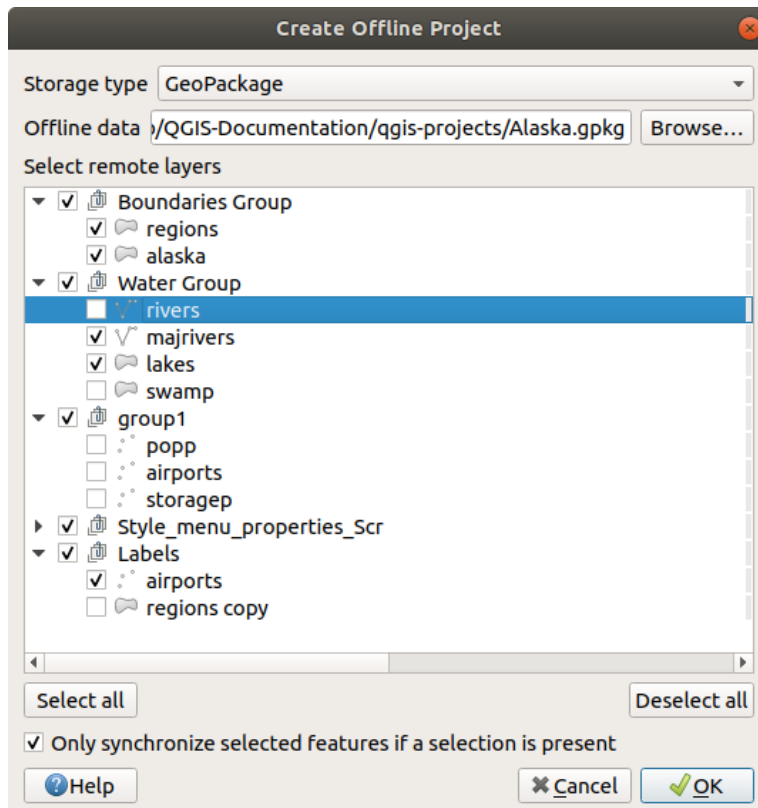 Create Offline Project
Storage type GeoPackage
Offline data /QGIS-Documentation/qgis-projects/Alaska.gpkg Browse...
Select remote layers
Boundaries Group
regions
alaska
Water Group
rivers
majrivers
lakes
swamp
group1
popp
airports
storagep
Style_menu_properties_Scr
Labels
airports
regions copy
Select all Deselect all
Only synchronize selected features if a selection is present
Help Cancel OK